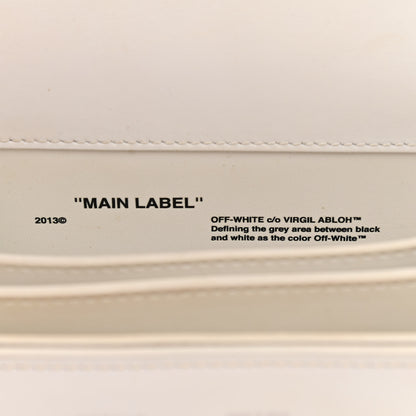 "MAIN LABEL"
2013©
OFF-WHITE c/o VIRGIL ABLOH™
Defining the grey area between black
and white as the color Off-White™